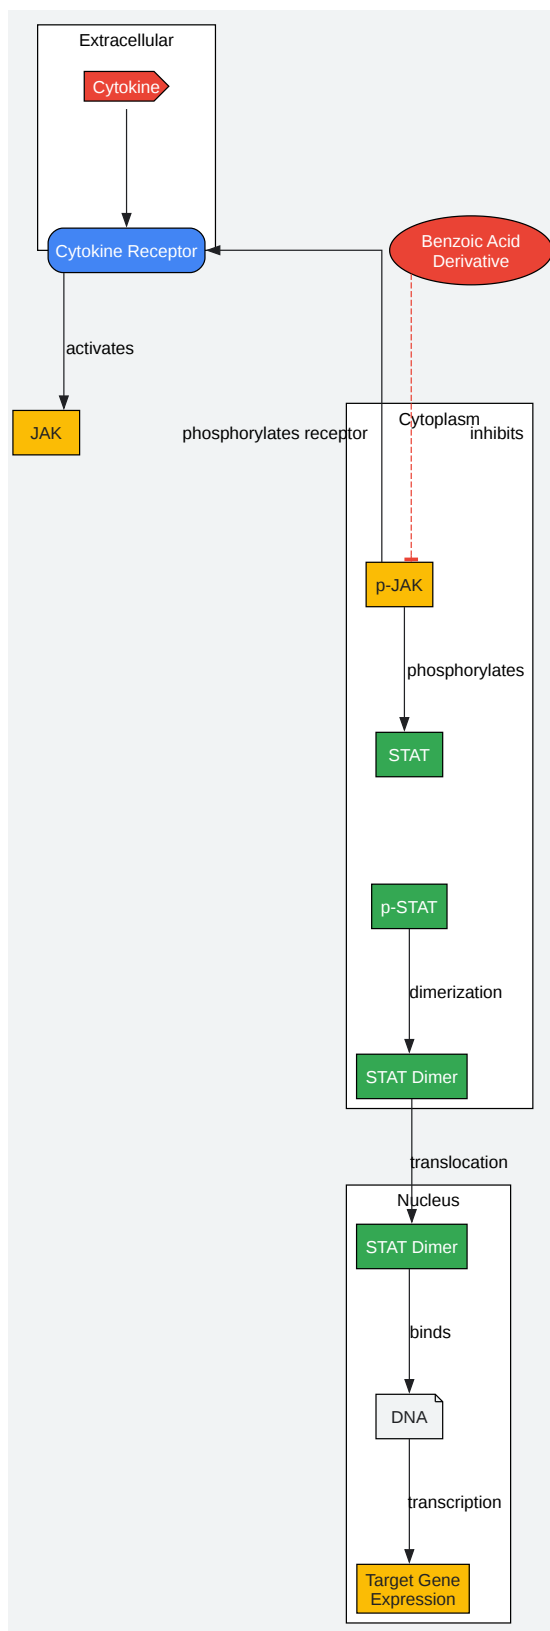 Extracellular
Cytokine
Cytokine Receptor
Benzoic Acid
Derivative
activates
JAK
Cytoplasm
phosphorylates receptor
inhibits
p-JAK
phosphorylates
STAT
p-STAT
dimerization
STAT Dimer
translocation
Nucleus
STAT Dimer
binds
DNA
transcription
Target Gene
Expression